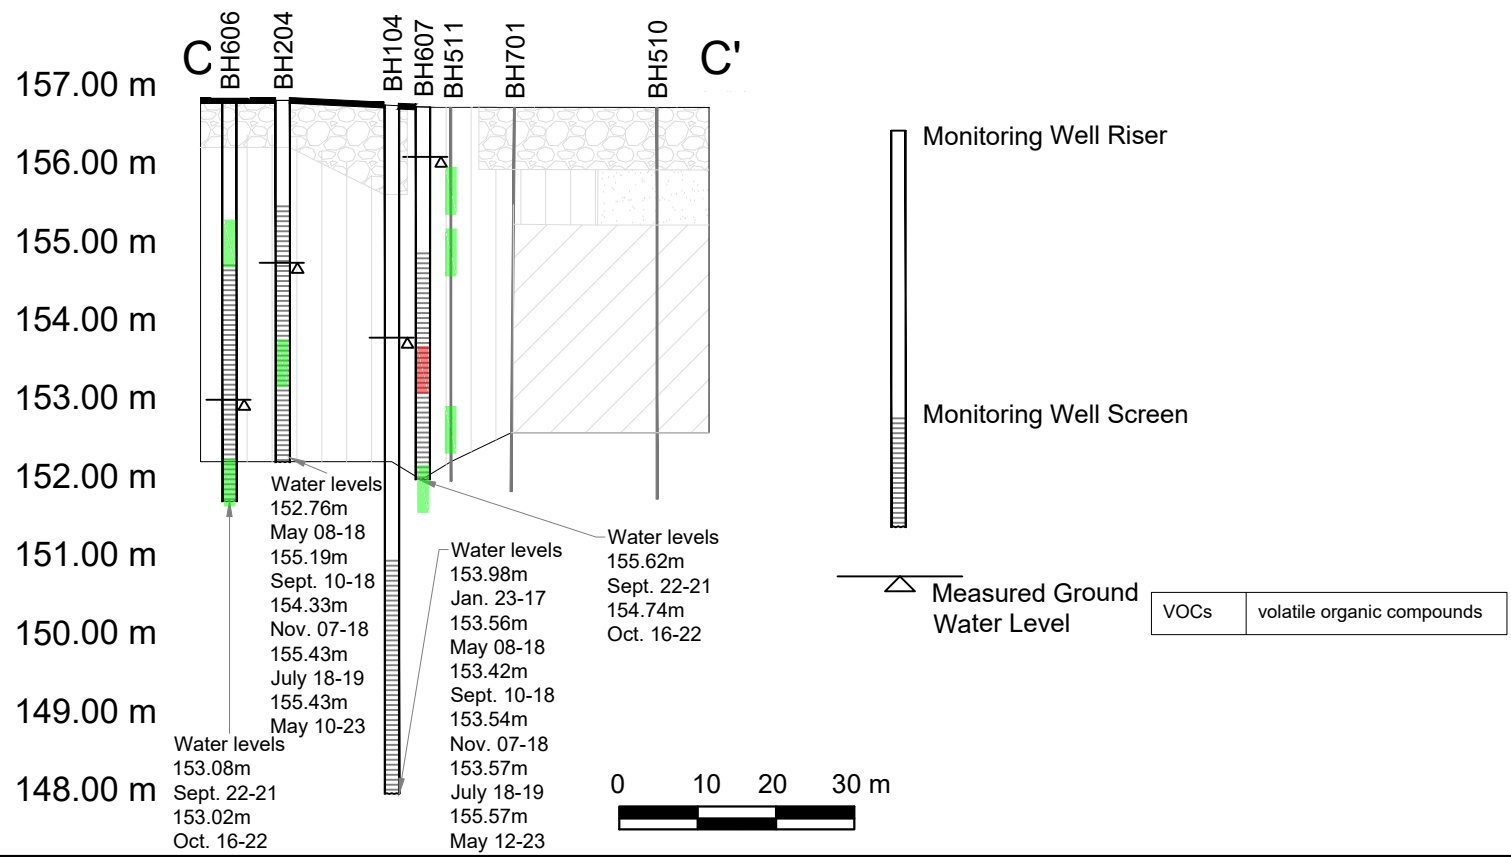 C
BH606
BH204
BH104
BH607
BH511
BH701
BH510
C'
157.00 m
156.00 m
155.00 m
154.00 m
153.00 m
152.00 m
151.00 m
150.00 m
149.00 m
148.00 m
Water levels
153.08m
Sept. 22-21
153.02m
Oct. 16-22
Water levels
152.76m
May 08-18
155.19m
Sept. 10-18
154.33m
Nov. 07-18
155.43m
July 18-19
155.43m
May 10-23
Water levels
153.98m
Jan. 23-17
153.56m
May 08-18
153.42m
Sept. 10-18
153.54m
Nov. 07-18
153.57m
July 18-19
155.57m
May 12-23
Water levels
155.62m
Sept. 22-21
154.74m
Oct. 16-22
0 10 20 30 m
Monitoring Well Riser
Monitoring Well Screen
Measured Ground
Water Level
VOCs volatile organic compounds